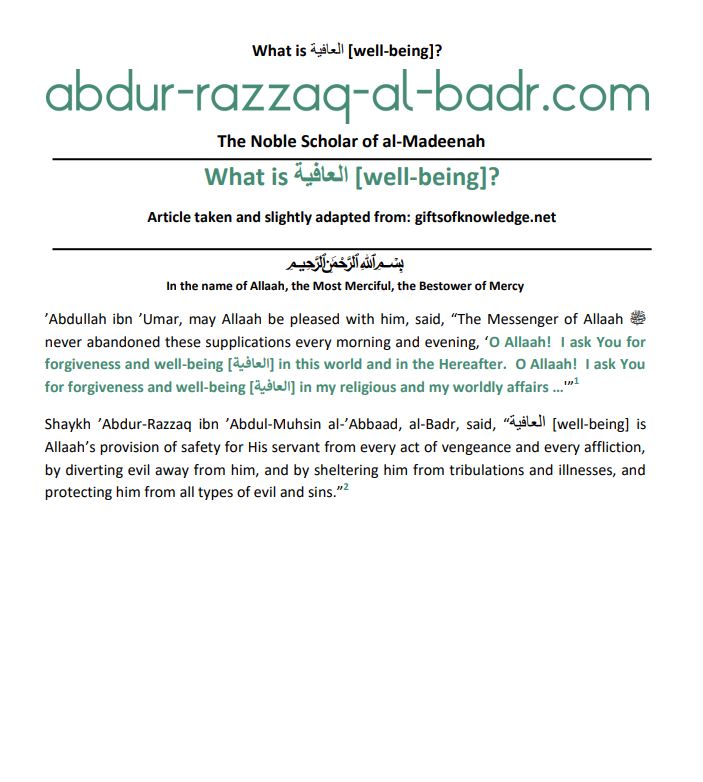 What is العافية [well-being]?
abdur-razzaq-al-badr.com
The Noble Scholar of al-Madeenah
What is العافية [well-being]?
Article taken and slightly adapted from: giftsofknowledge.net
بِسْمِ ٱللَّٰهِ ٱلرَّحْمَٰنِ ٱلرَّحِيمِ
In the name of Allaah, the Most Merciful, the Bestower of Mercy
’Abdullah ibn ’Umar, may Allaah be pleased with him, said, “The Messenger of Allaah ﷺ
never abandoned these supplications every morning and evening, ‘O Allaah! I ask You for
forgiveness and well-being [العافية] in this world and in the Hereafter. O Allaah! I ask You
for forgiveness and well-being [العافية] in my religious and my worldly affairs …'”1
Shaykh ’Abdur-Razzaq ibn ’Abdul-Muhsin al-’Abbaad, al-Badr, said, “العافية [well-being] is
Allaah’s provision of safety for His servant from every act of vengeance and every affliction,
by diverting evil away from him, and by sheltering him from tribulations and illnesses, and
protecting him from all types of evil and sins.”2